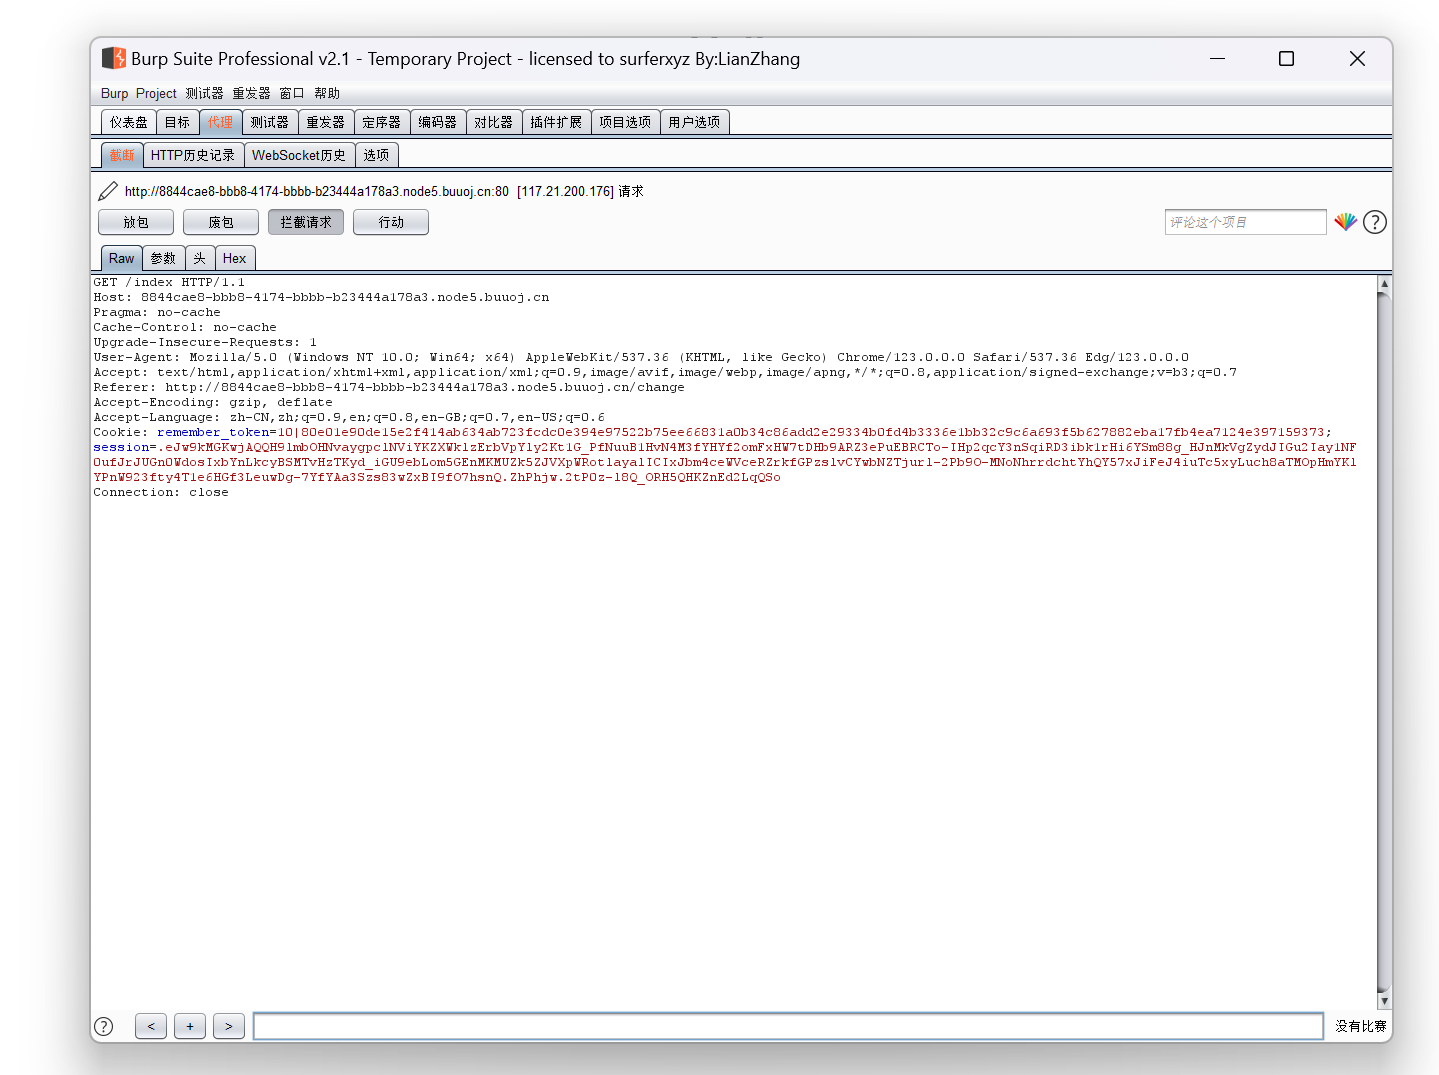 Burp Suite Professional v2.1 - Temporary Project - licensed to surferxyz By:LianZhang
Burp Project 测试器 重发器 窗口 帮助
仪表盘 目标 代理 测试器 重发器 定序器 编码器 对比器 插件扩展 项目选项 用户选项
截断 HTTP历史记录 WebSocket历史 选项
http://8844cae8-bbb8-4174-bbbb-b23444a178a3.node5.buuoj.cn:80 [117.21.200.176] 请求
放包 废包 拦截请求 行动 评论这个项目 ?
Raw 参数 头 Hex
GET /index HTTP/1.1
Host: 8844cae8-bbb8-4174-bbbb-b23444a178a3.node5.buuoj.cn
Pragma: no-cache
Cache-Control: no-cache
Upgrade-Insecure-Requests: 1
User-Agent: Mozilla/5.0 (Windows NT 10.0; Win64; x64) AppleWebKit/537.36 (KHTML, like Gecko) Chrome/123.0.0.0 Safari/537.36 Edg/123.0.0.0
Accept: text/html,application/xhtml+xml,application/xml;q=0.9,image/avif,image/webp,image/apng,*/*;q=0.8,application/signed-exchange;v=b3;q=0.7
Referer: http://8844cae8-bbb8-4174-bbbb-b23444a178a3.node5.buuoj.cn/change
Accept-Encoding: gzip, deflate
Accept-Language: zh-CN,zh;q=0.9,en;q=0.8,en-GB;q=0.7,en-US;q=0.6
Cookie: remember_token=10|80e01e90de15e2f414ab634ab723fcdc0e394e97522b75ee66831a0b34c86add2e29334b0fd4b3336e1bb32c9c6a693f5b627882eba17fb4ea7124e397159373;
session=
Connection: close
? < + > 没有比赛